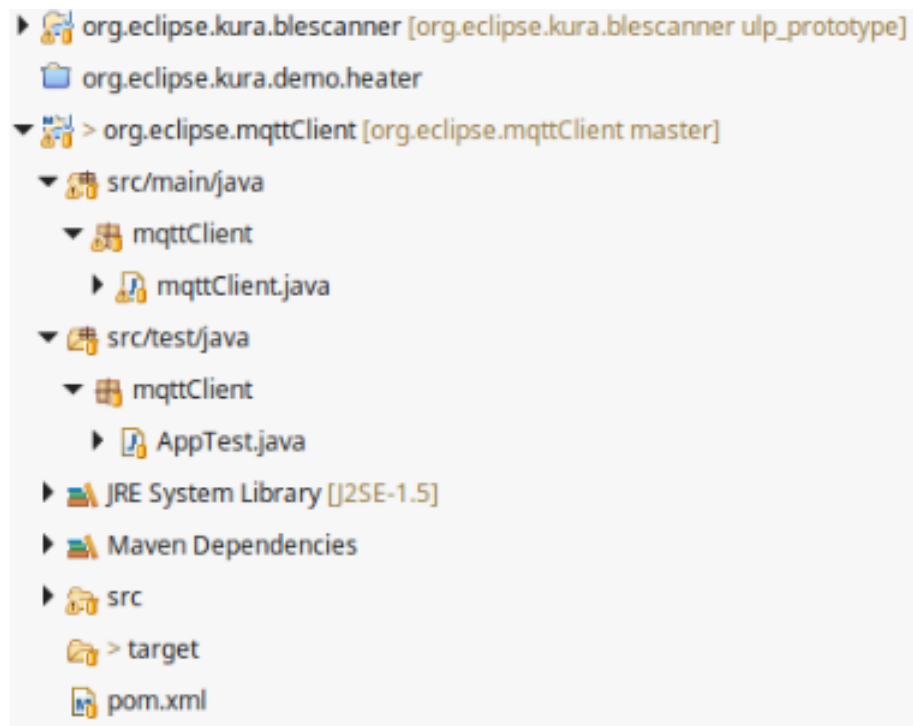 org.eclipse.kura.blescanner [org.eclipse.kura.blescanner ulp_prototype]
org.eclipse.kura.demo.heater
> org.eclipse.mqttClient [org.eclipse.mqttClient master]
src/main/java
mqttClient
mqttClient.java
src/test/java
mqttClient
AppTest.java
JRE System Library [J2SE-1.5]
Maven Dependencies
src
> target
pom.xml